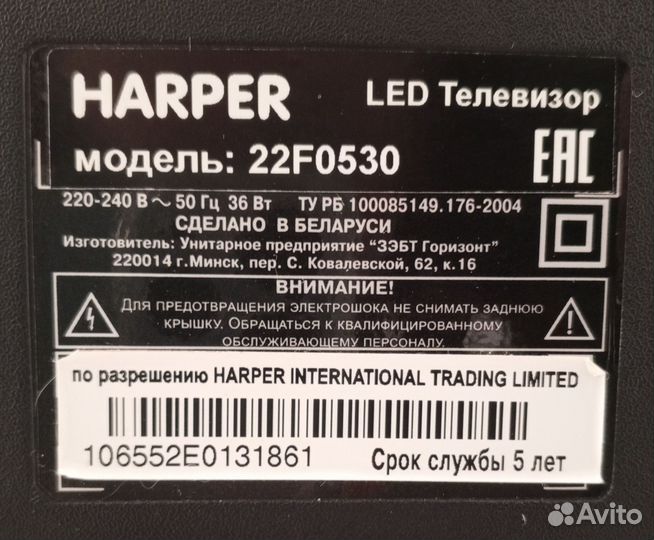 HARPER
LED Телевизор
модель: 22F0530
EAC
220-240 В ~ 50 Гц 36 Вт ТУ РБ 100085149.176-2004
СДЕЛАНО В БЕЛАРУСИ
Изготовитель: Унитарное предприятие "ЗЭБТ Горизонт"
220014 г.Минск, пер. С. Ковалевской, 62, к.16
ВНИМАНИЕ!
Для предотвращения электрошока не снимать заднюю
крышку. Обращаться к квалифицированному
обслуживающему персоналу.
по разрешению HARPER INTERNATIONAL TRADING LIMITED
106552E0131861
Срок службы 5 лет
Avito